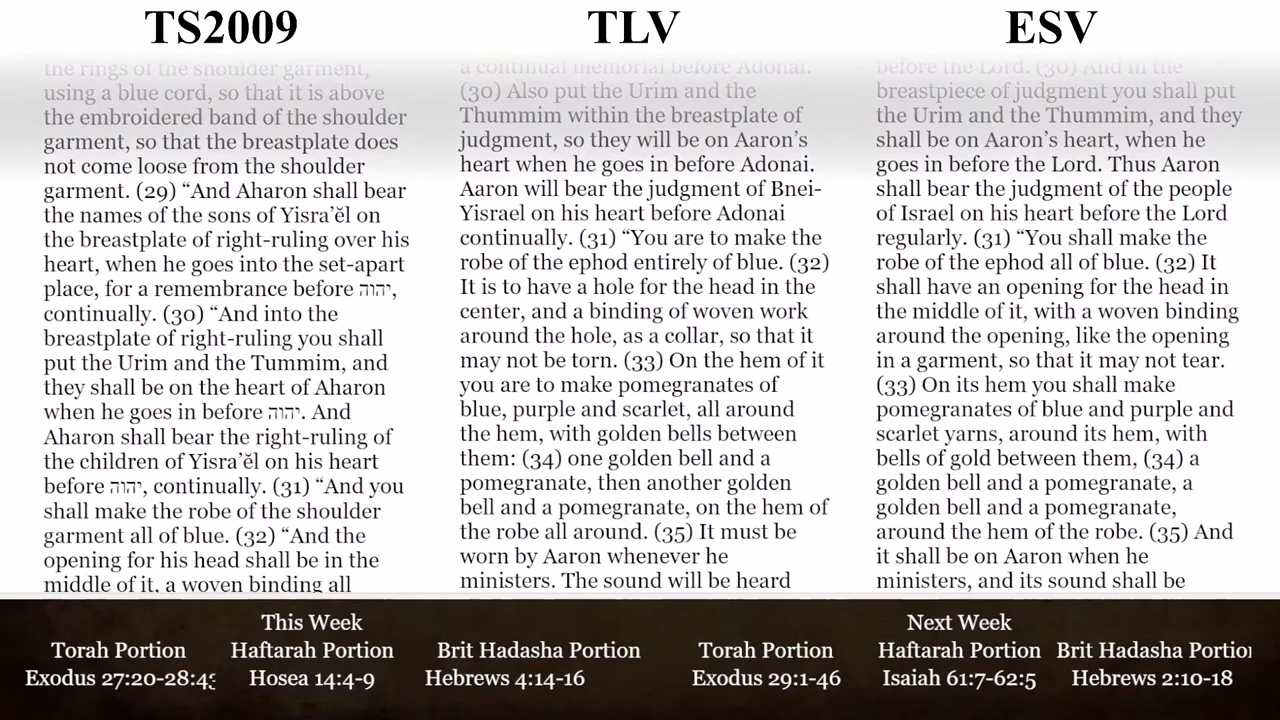 TS2009
the rings of the shoulder garment,
using a blue cord, so that it is above
the embroidered band of the shoulder
garment, so that the breastplate does
not come loose from the shoulder
garment. (29) “And Aharon shall bear
the names of the sons of Yisra’ĕl on
the breastplate of right-ruling over his
heart, when he goes into the set-apart
place, for a remembrance before יהוה,
continually. (30) “And into the
breastplate of right-ruling you shall
put the Urim and the Tummim, and
they shall be on the heart of Aharon
when he goes in before יהוה. And
Aharon shall bear the right-ruling of
the children of Yisra’ĕl on his heart
before יהוה, continually. (31) “And you
shall make the robe of the shoulder
garment all of blue. (32) “And the
opening for his head shall be in the
middle of it, a woven binding all
TLV
a continual memorial before Adonai.
(30) Also put the Urim and the
Thummim within the breastplate of
judgment, so they will be on Aaron’s
heart when he goes in before Adonai.
Aaron will bear the judgment of Bnei-
Yisrael on his heart before Adonai
continually. (31) “You are to make the
robe of the ephod entirely of blue. (32)
It is to have a hole for the head in the
center, and a binding of woven work
around the hole, as a collar, so that it
may not be torn. (33) On the hem of it
you are to make pomegranates of
blue, purple and scarlet, all around
the hem, with golden bells between
them: (34) one golden bell and a
pomegranate, then another golden
bell and a pomegranate, on the hem of
the robe all around. (35) It must be
worn by Aaron whenever he
ministers. The sound will be heard
ESV
before the Lord. (30) And in the
breastpiece of judgment you shall put
the Urim and the Thummim, and they
shall be on Aaron’s heart, when he
goes in before the Lord. Thus Aaron
shall bear the judgment of the people
of Israel on his heart before the Lord
regularly. (31) “You shall make the
robe of the ephod all of blue. (32) It
shall have an opening for the head in
the middle of it, with a woven binding
around the opening, like the opening
in a garment, so that it may not tear.
(33) On its hem you shall make
pomegranates of blue and purple and
scarlet yarns, around its hem, with
bells of gold between them, (34) a
golden bell and a pomegranate, a
golden bell and a pomegranate,
around the hem of the robe. (35) And
it shall be on Aaron when he
ministers, and its sound shall be
This Week
Torah Portion
Exodus 27:20-28:43
Haftarah Portion
Hosea 14:4-9
Brit Hadasha Portion
Hebrews 4:14-16
Next Week
Torah Portion
Exodus 29:1-46
Haftarah Portion
Isaiah 61:7-62:5
Brit Hadasha Portion
Hebrews 2:10-18